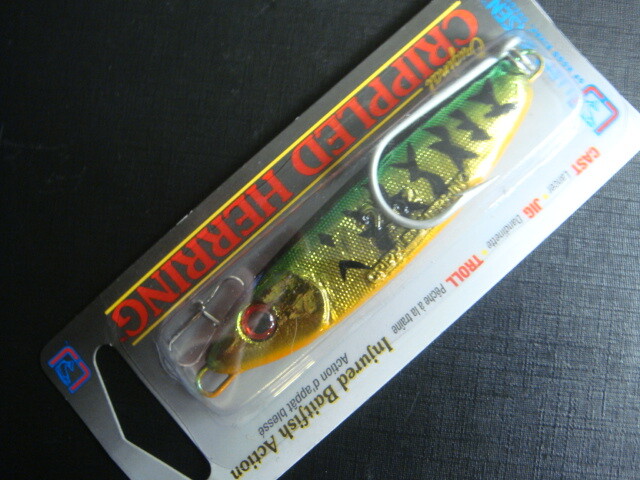 Original
CRIPPLED HERRING
CAST Lancer • JIG Dandinette • TROLL Pêche à la traîne
Injured Baitfish Action
Action d'appât blessé